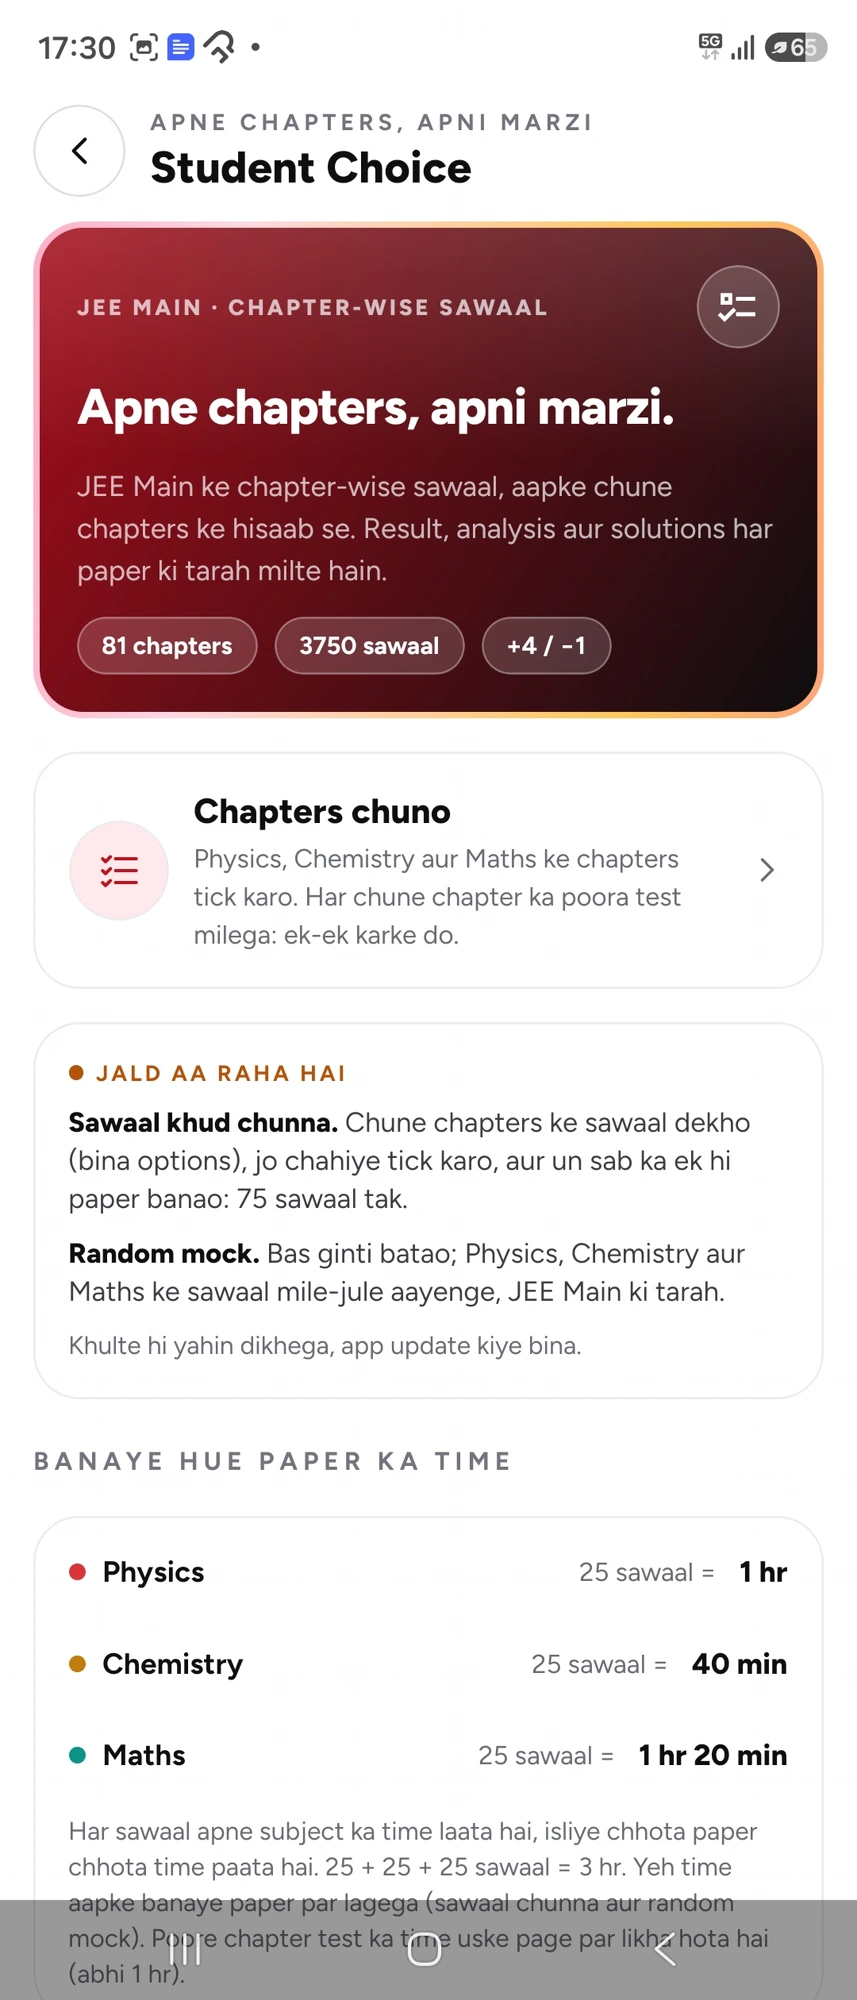 17:30
5G
65
APNE CHAPTERS, APNI MARZI
Student Choice
JEE MAIN · CHAPTER-WISE SAWAAL
Apne chapters, apni marzi.
JEE Main ke chapter-wise sawaal, aapke chune
chapters ke hisaab se. Result, analysis aur solutions har
paper ki tarah milte hain.
81 chapters
3750 sawaal
+4 / −1
Chapters chuno
Physics, Chemistry aur Maths ke chapters
tick karo. Har chune chapter ka poora test
milega: ek-ek karke do.
JALD AA RAHA HAI
Sawaal khud chunna. Chune chapters ke sawaal dekho
(bina options), jo chahiye tick karo, aur un sab ka ek hi
paper banao: 75 sawaal tak.
Random mock. Bas ginti batao; Physics, Chemistry aur
Maths ke sawaal mile-jule aayenge, JEE Main ki tarah.
Khulte hi yahin dikhega, app update kiye bina.
BANAYE HUE PAPER KA TIME
Physics 25 sawaal = 1 hr
Chemistry 25 sawaal = 40 min
Maths 25 sawaal = 1 hr 20 min
Har sawaal apne subject ka time laata hai, isliye chhota paper
chhota time paata hai. 25 + 25 + 25 sawaal = 3 hr. Yeh time
aapke banaye paper par lagega (sawaal chunna aur random
mock). Poore chapter test ka time uske page par likha hota hai
(abhi 1 hr).